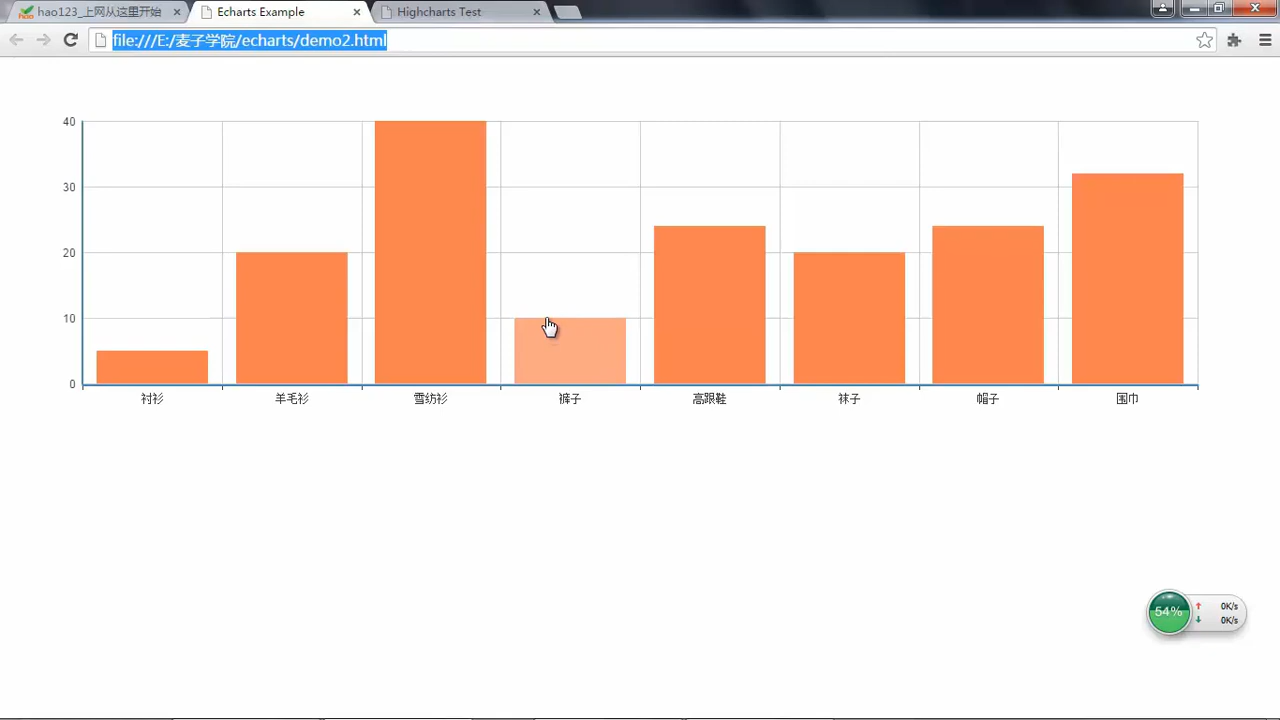 hao123_上网从这里开始
Echarts Example
Highcharts Test
file:///E:/麦子学院/echarts/demo2.html
40
30
20
10
0
衬衫
羊毛衫
雪纺衫
裤子
高跟鞋
袜子
帽子
围巾
54%
0K/s
0K/s